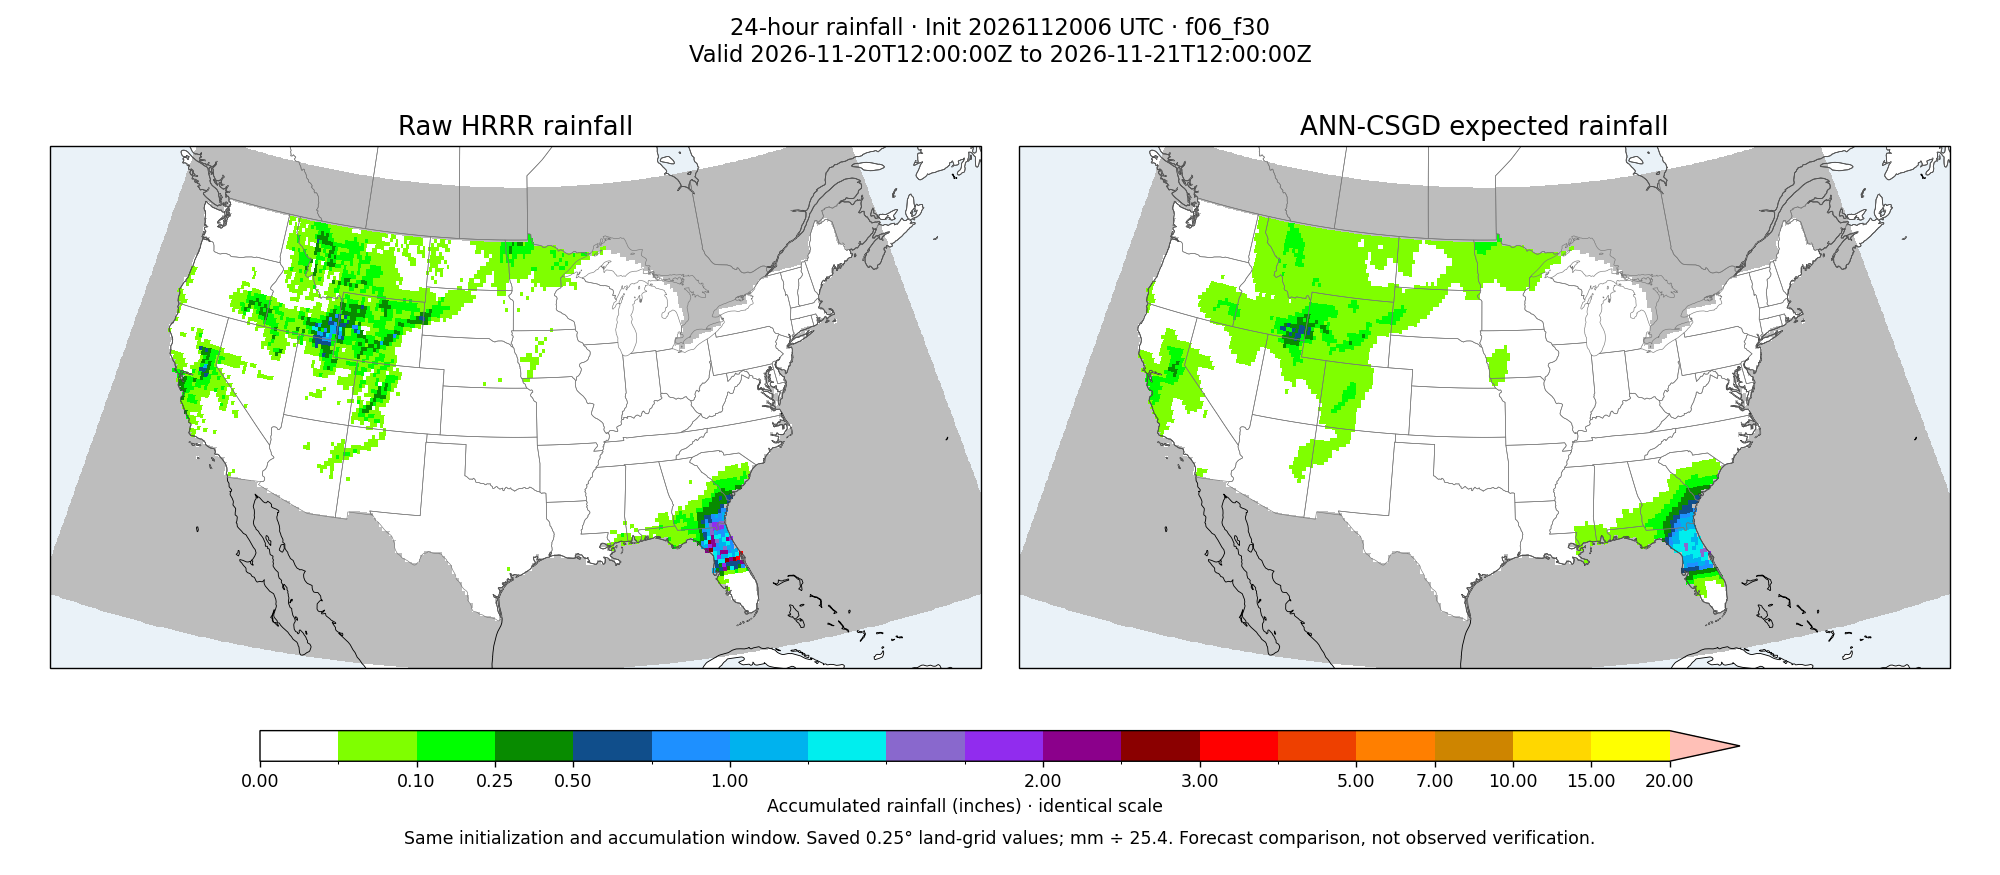 24-hour rainfall · Init 2026112006 UTC · f06_f30
Valid 2026-11-20T12:00:00Z to 2026-11-21T12:00:00Z
Raw HRRR rainfall
ANN-CSGD expected rainfall
0.00 0.10 0.25 0.50 1.00 2.00 3.00 5.00 7.00 10.00 15.00 20.00
Accumulated rainfall (inches) · identical scale
Same initialization and accumulation window. Saved 0.25° land-grid values; mm ÷ 25.4. Forecast comparison, not observed verification.